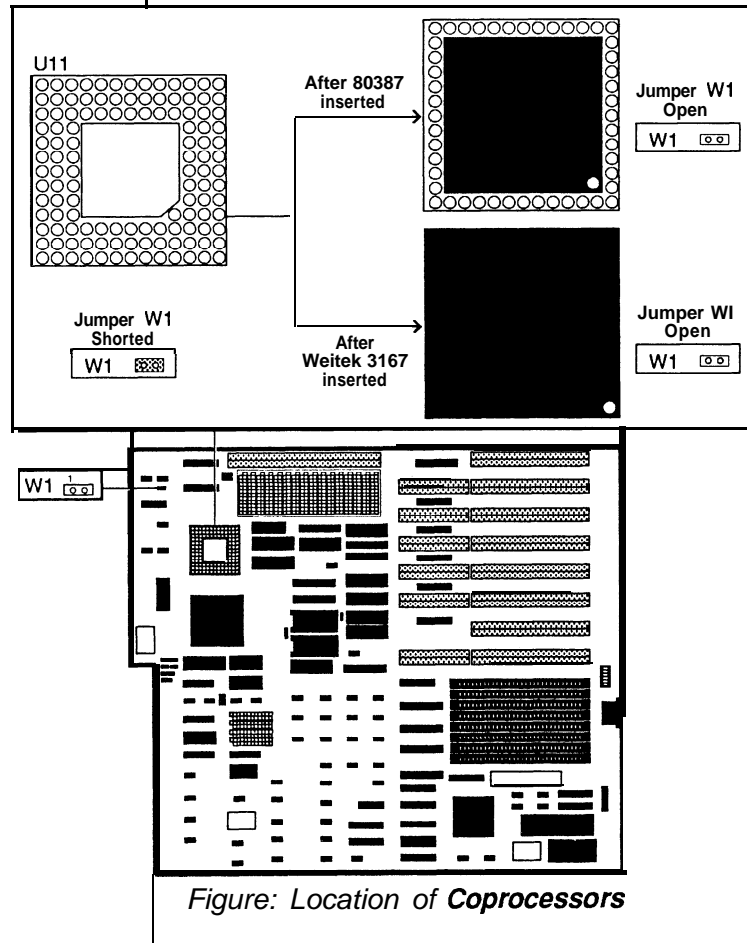 U11
After 80387
inserted
Jumper W1
Open
W1
Jumper W1
Shorted
W1
After
Weitek 3167
inserted
Jumper WI
Open
W1
W1
1
Figure: Location of Coprocessors